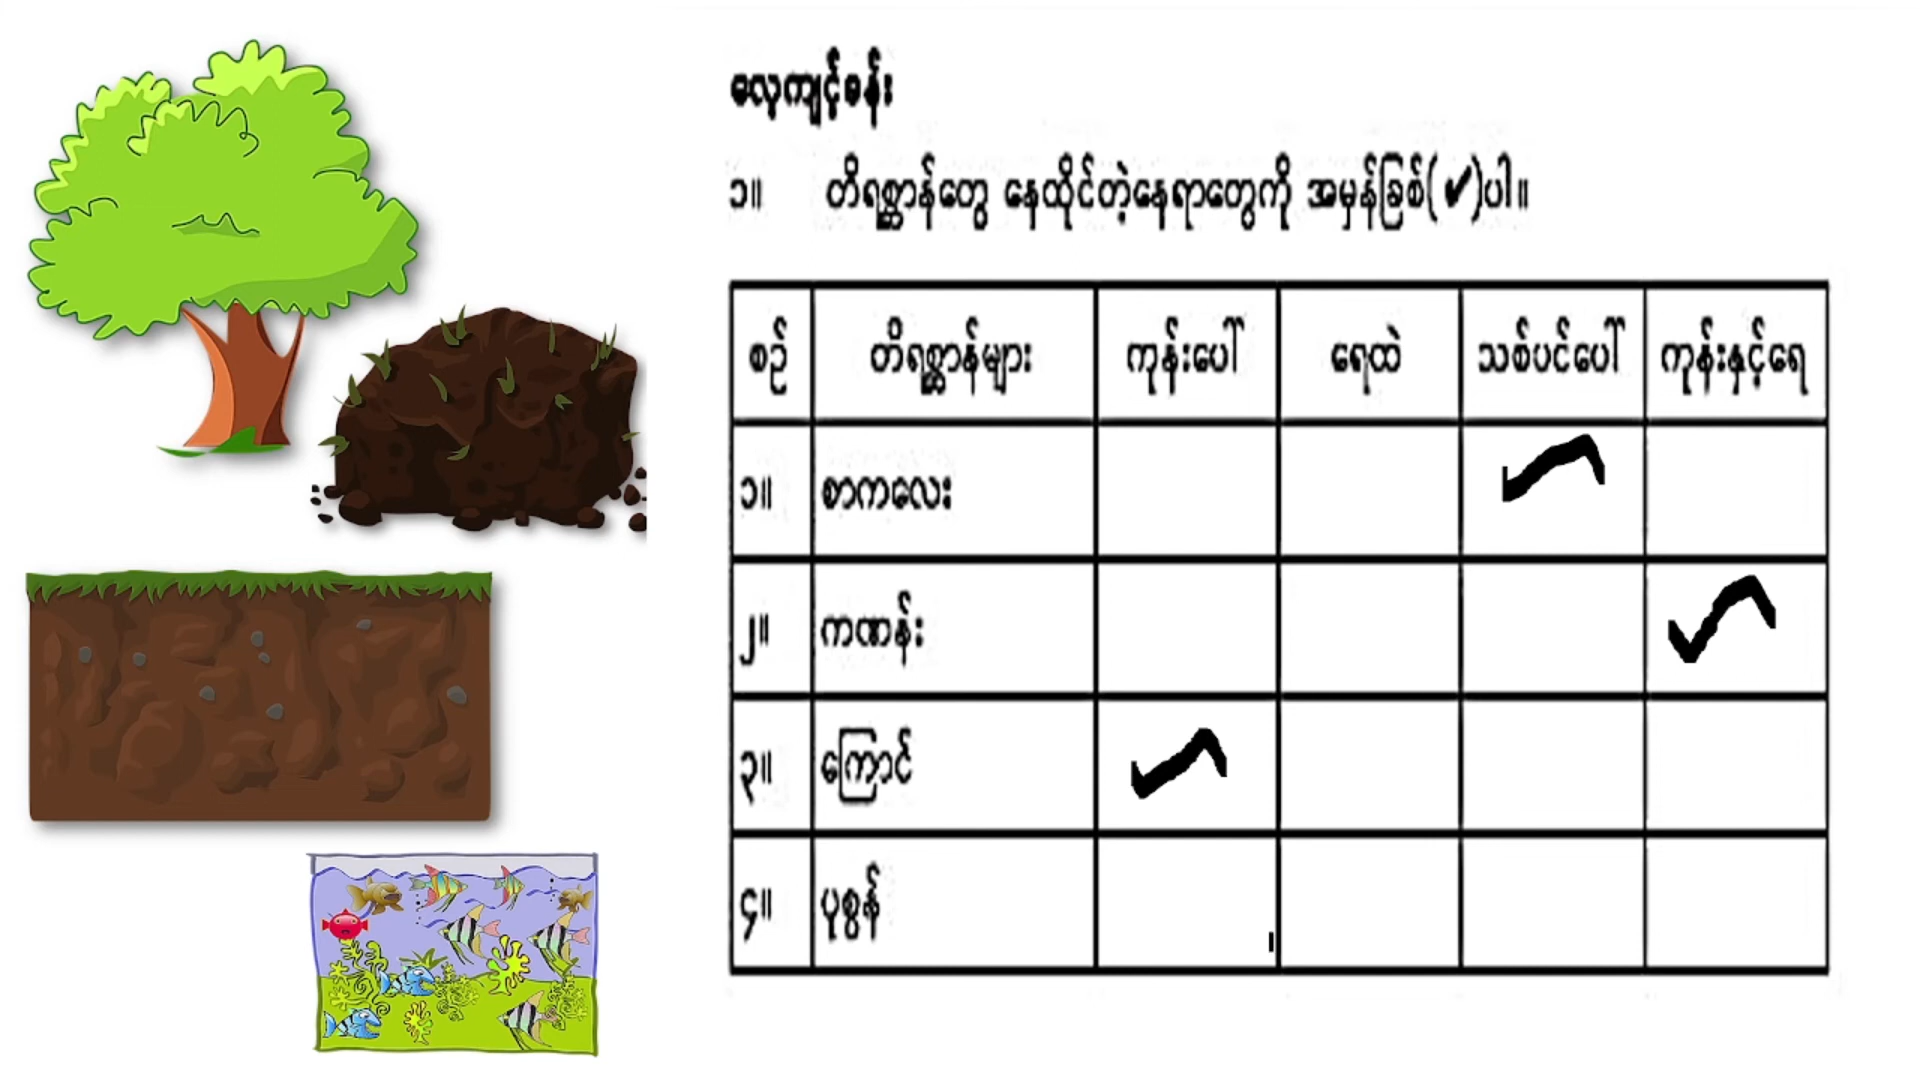 လေ့ကျင့်ခန်း
၁။ တိရစ္ဆာန်တွေ နေထိုင်တဲ့နေရာတွေကို အမှန်ခြစ်(✔)ပါ။
စဉ် တိရစ္ဆာန်များ ကုန်းပေါ် ရေထဲ သစ်ပင်ပေါ် ကုန်းနှင့်ရေ
၁။ စာကလေး ✓
၂။ ကဏန်း ✓
၃။ ကြောင် ✓
၄။ ပုစွန်